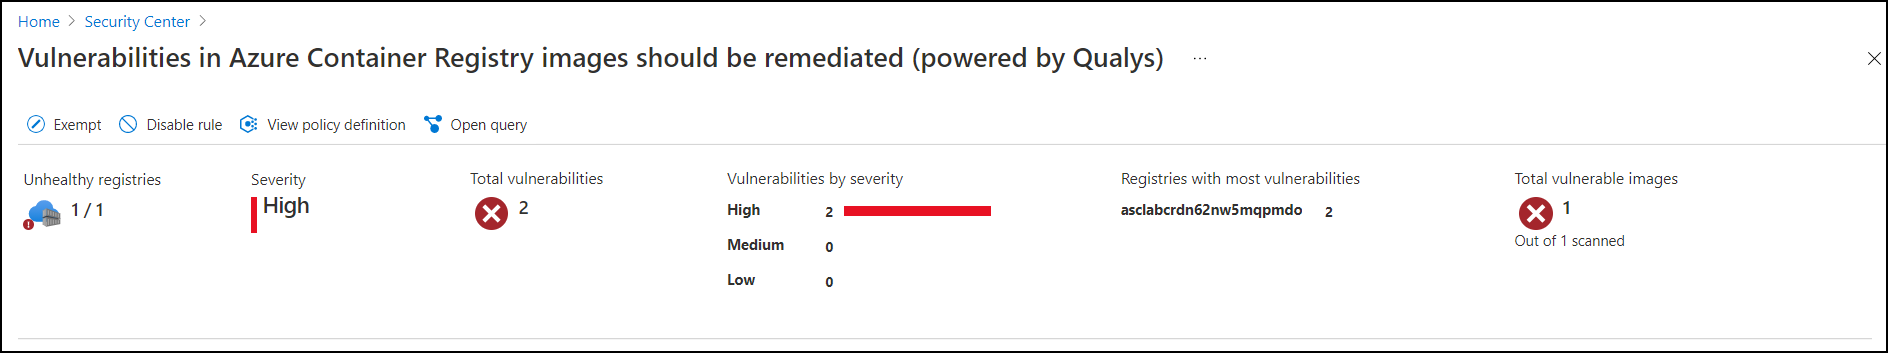 Home > Security Center >
Vulnerabilities in Azure Container Registry images should be remediated (powered by Qualys) ...
Exempt Disable rule View policy definition Open query
Unhealthy registries
1 / 1
Severity
High
Total vulnerabilities
2
Vulnerabilities by severity
High 2
Medium 0
Low 0
Registries with most vulnerabilities
asclabcrdn62nw5mqpmdo 2
Total vulnerable images
1
Out of 1 scanned